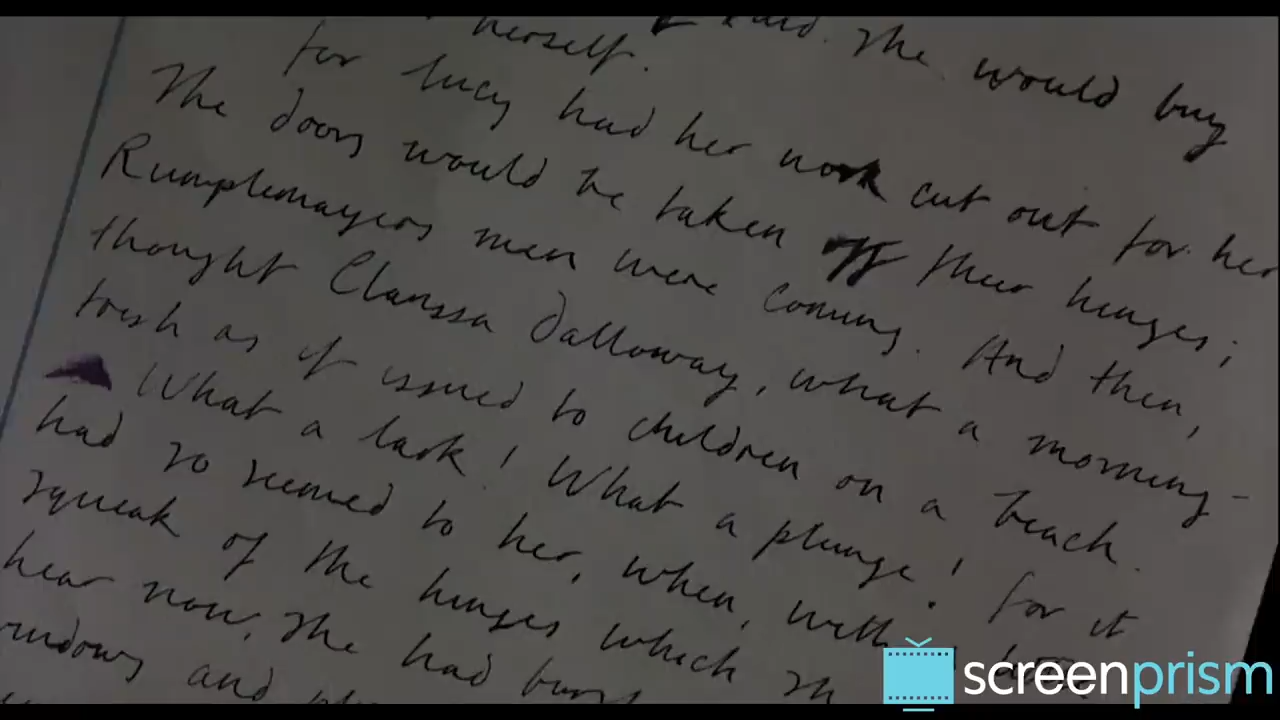 said she would buy
herself.
for Lucy had her work cut out for her
The doors would be taken off their hinges;
Rumplemayers men were coming. And then,
thought Clarissa Dalloway, what a morning -
fresh as if issued to children on a beach.
What a lark! What a plunge! For it
had so seemed to her, when, with
squeak of the hinges which sh
hear now, she had burst
windows and pl
screenprism